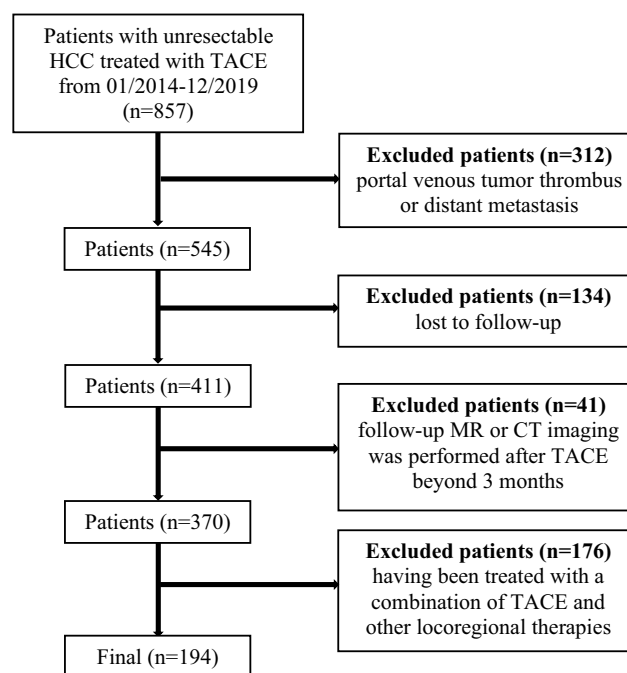 Patients with unresectable
HCC treated with TACE
from 01/2014-12/2019
(n=857)
Excluded patients (n=312)
portal venous tumor thrombus
or distant metastasis
Patients (n=545)
Excluded patients (n=134)
lost to follow-up
Patients (n=411)
Excluded patients (n=41)
follow-up MR or CT imaging
was performed after TACE
beyond 3 months
Patients (n=370)
Excluded patients (n=176)
having been treated with a
combination of TACE and
other locoregional therapies
Final (n=194)